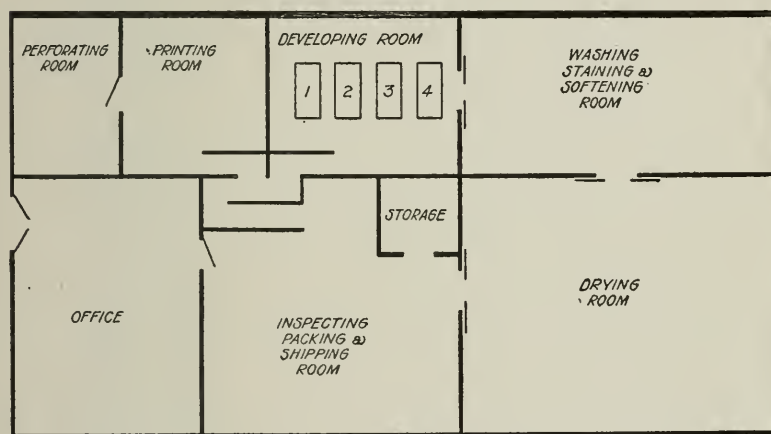 PERFORATING
ROOM
PRINTING
ROOM
DEVELOPING ROOM
1 2 3 4
WASHING
STAINING &
SOFTENING
ROOM
STORAGE
OFFICE
INSPECTING
PACKING &
SHIPPING
ROOM
DRYING
ROOM